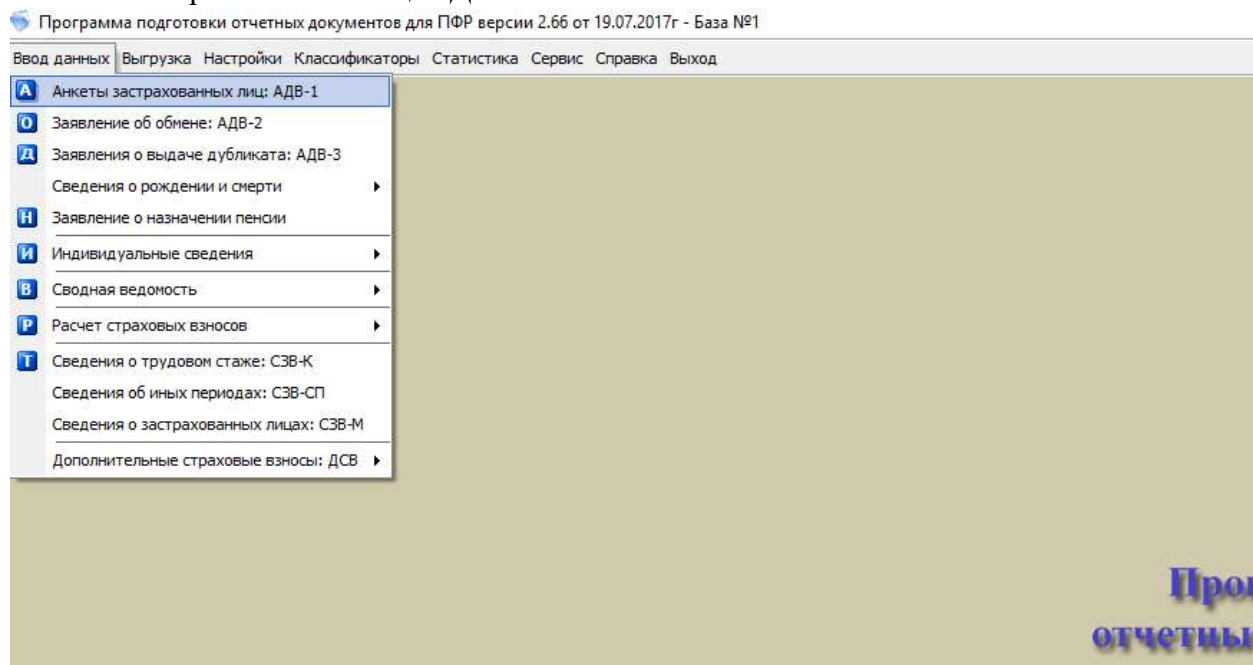 Программа подготовки отчетных документов для ПФР версии 2.66 от 19.07.2017г - База №1
Ввод данных Выгрузка Настройки Классификаторы Статистика Сервис Справка Выход
А Анкеты застрахованных лиц: АДВ-1
О Заявление об обмене: АДВ-2
Д Заявления о выдаче дубликата: АДВ-3
Сведения о рождении и смерти
Н Заявление о назначении пенсии
И Индивидуальные сведения
В Сводная ведомость
Р Расчет страховых взносов
Т Сведения о трудовом стаже: СЗВ-К
Сведения об иных периодах: СЗВ-СП
Сведения о застрахованных лицах: СЗВ-М
Дополнительные страховые взносы: ДСВ